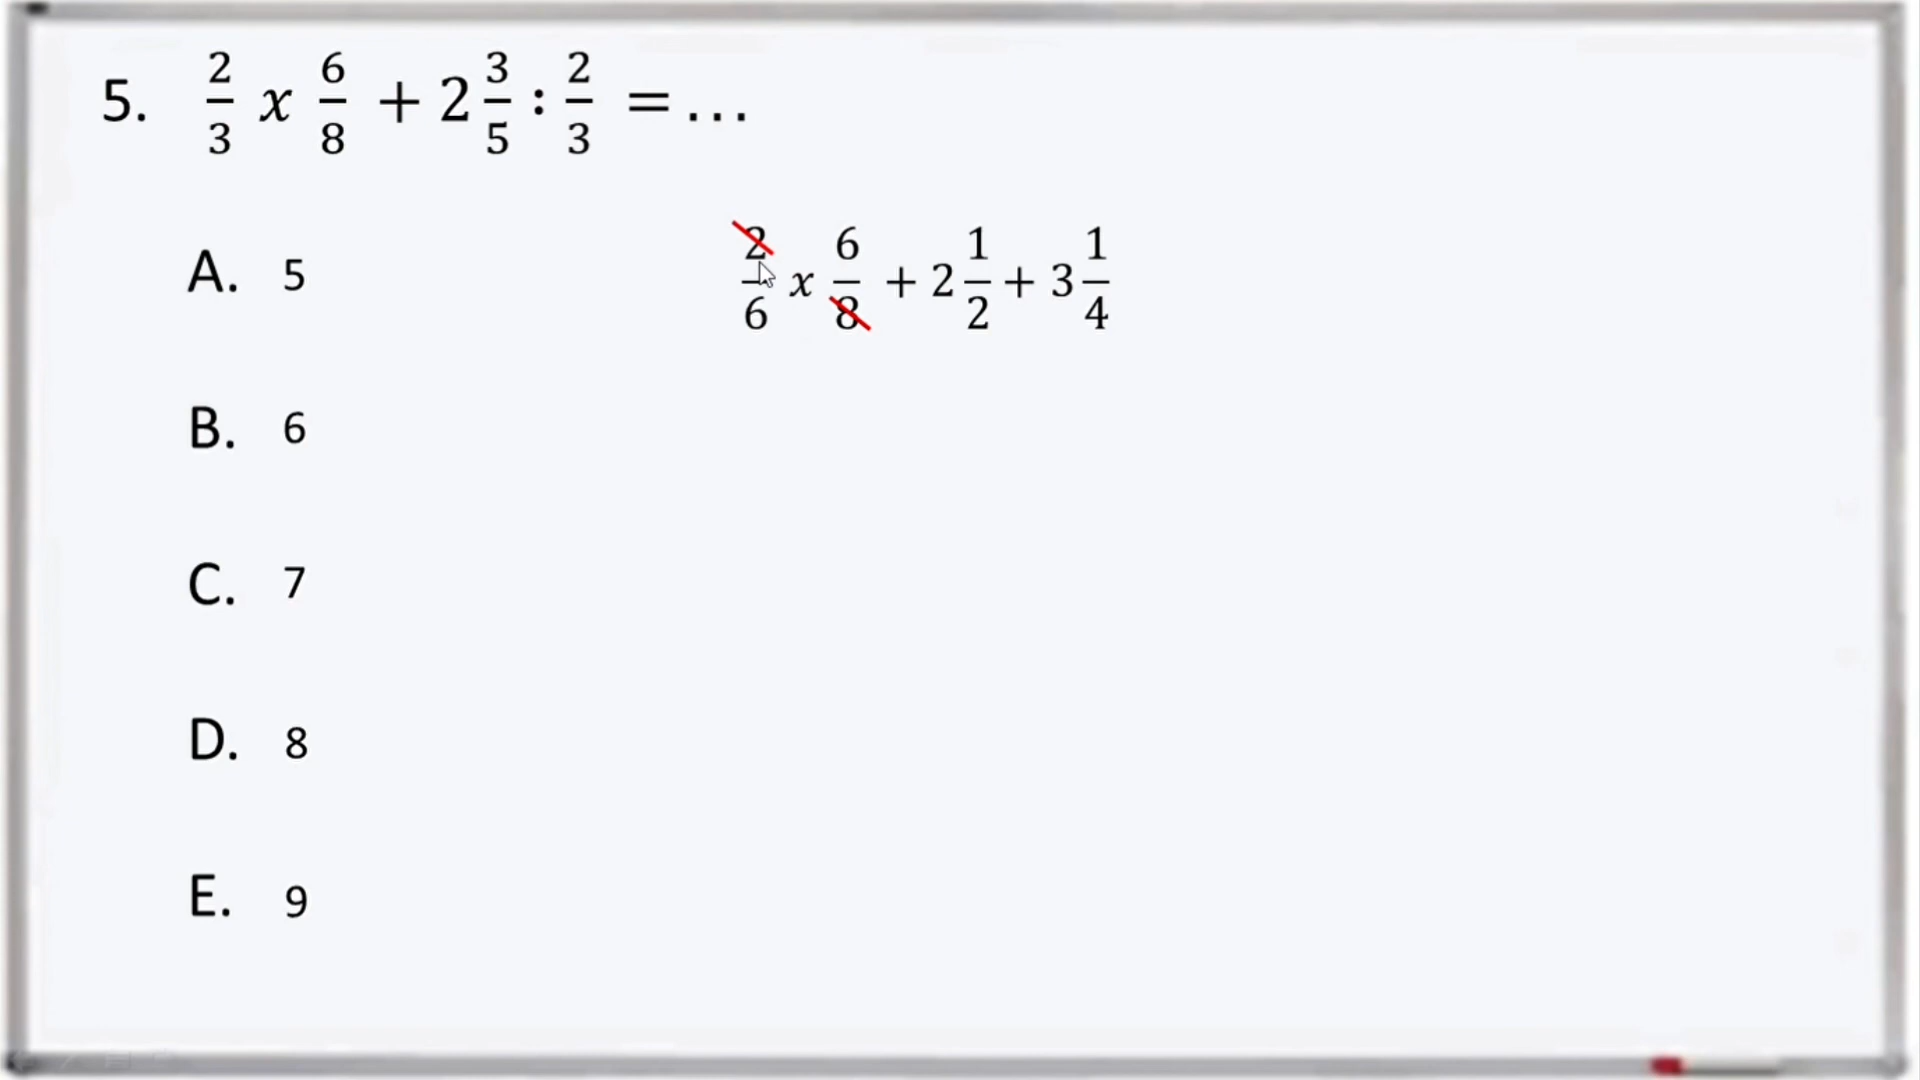 5. 2/3 x 6/8 + 2 3/5 : 2/3 = ...
2/6 x 6/8 + 2 1/2 + 3 1/4
A. 5
B. 6
C. 7
D. 8
E. 9